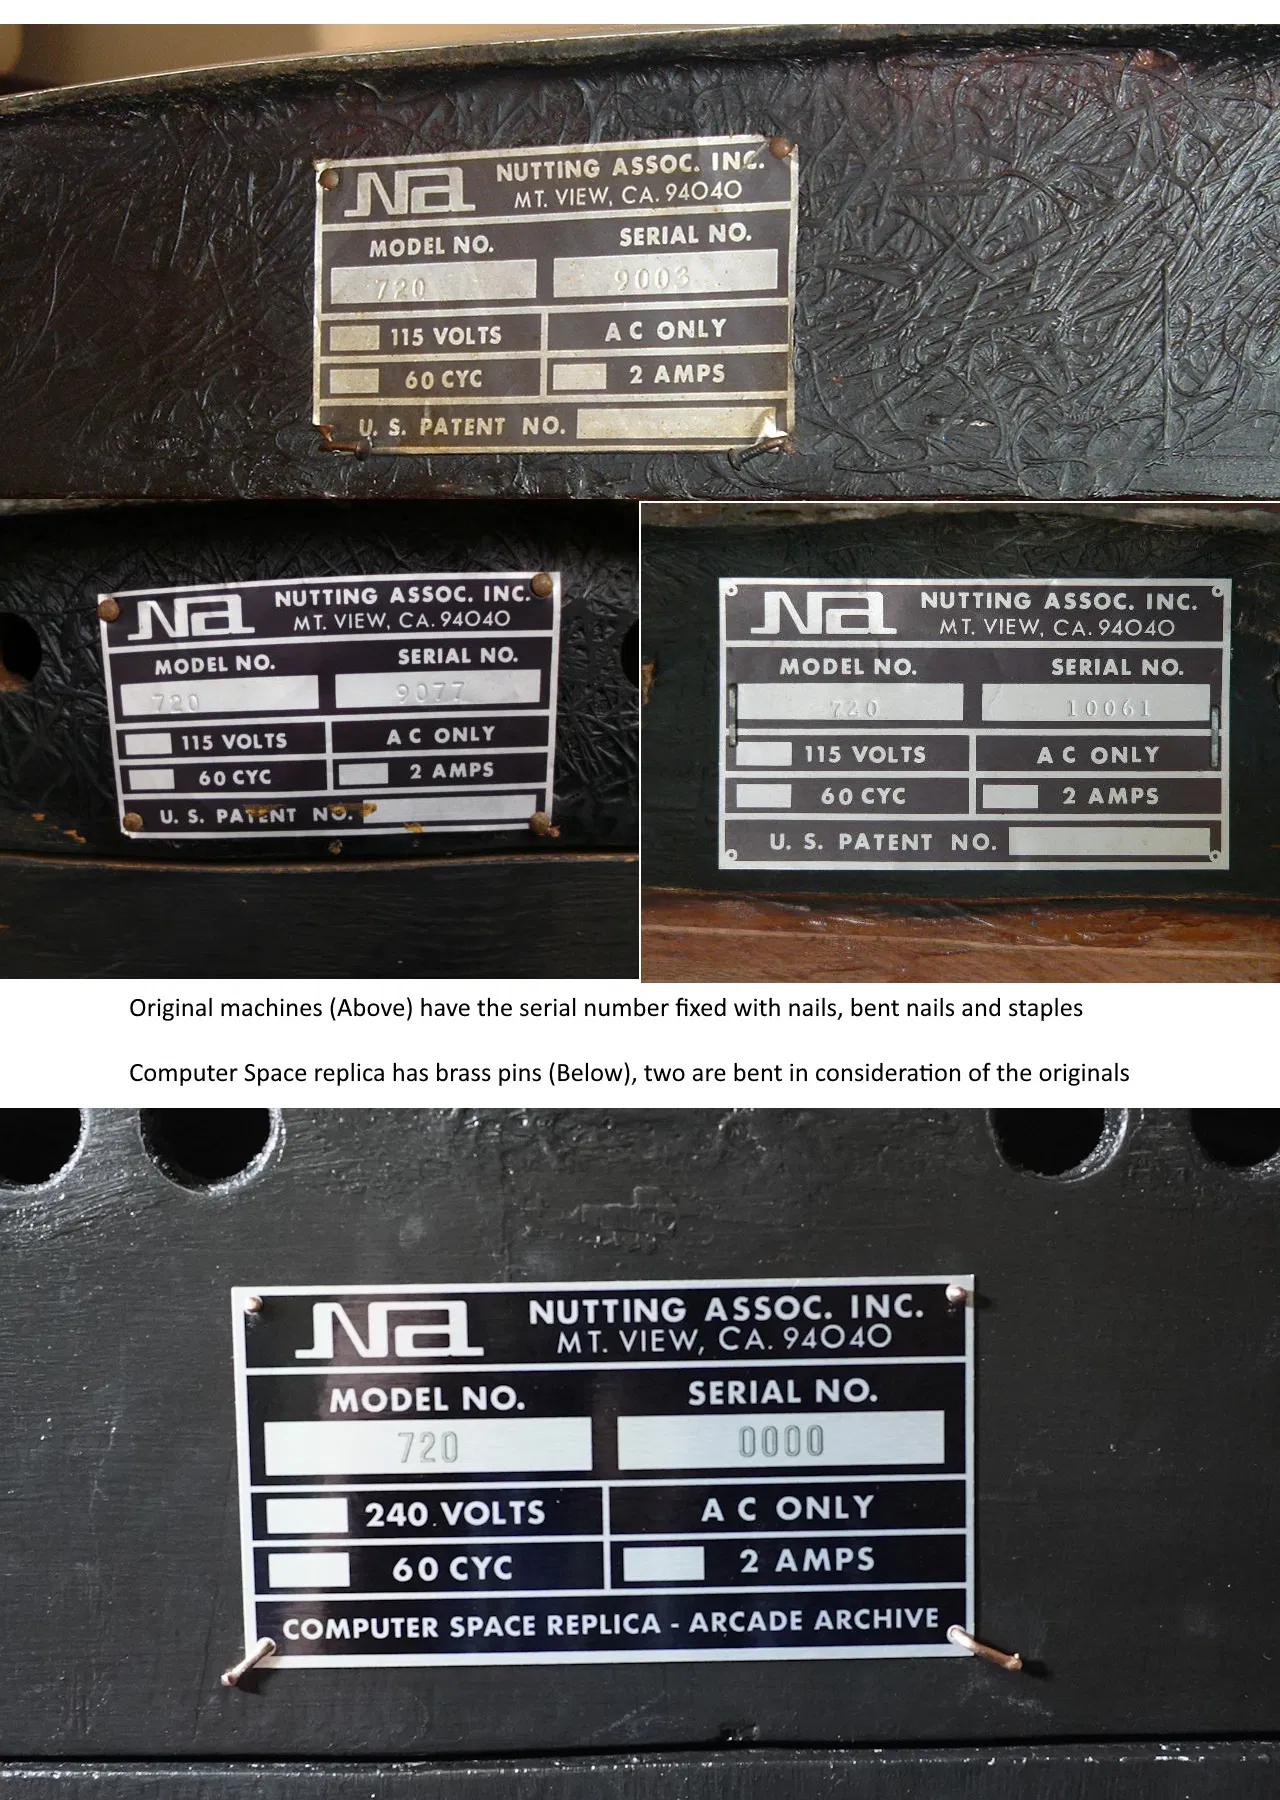 Na
NUTTING ASSOC. INC.
MT. VIEW, CA. 94040
MODEL NO.
SERIAL NO.
720
9003
115 VOLTS
A C ONLY
60 CYC
2 AMPS
U. S. PATENT NO.
Na
NUTTING ASSOC. INC.
MT. VIEW, CA. 94040
MODEL NO.
SERIAL NO.
720
9077
115 VOLTS
A C ONLY
60 CYC
2 AMPS
U. S. PATENT NO.
Na
NUTTING ASSOC. INC.
MT. VIEW, CA. 94040
MODEL NO.
SERIAL NO.
720
10061
115 VOLTS
A C ONLY
60 CYC
2 AMPS
U. S. PATENT NO.
Original machines (Above) have the serial number fixed with nails, bent nails and staples
Computer Space replica has brass pins (Below), two are bent in consideration of the originals
Na
NUTTING ASSOC. INC.
MT. VIEW, CA. 94040
MODEL NO.
SERIAL NO.
720
0000
240 VOLTS
A C ONLY
60 CYC
2 AMPS
COMPUTER SPACE REPLICA - ARCADE ARCHIVE